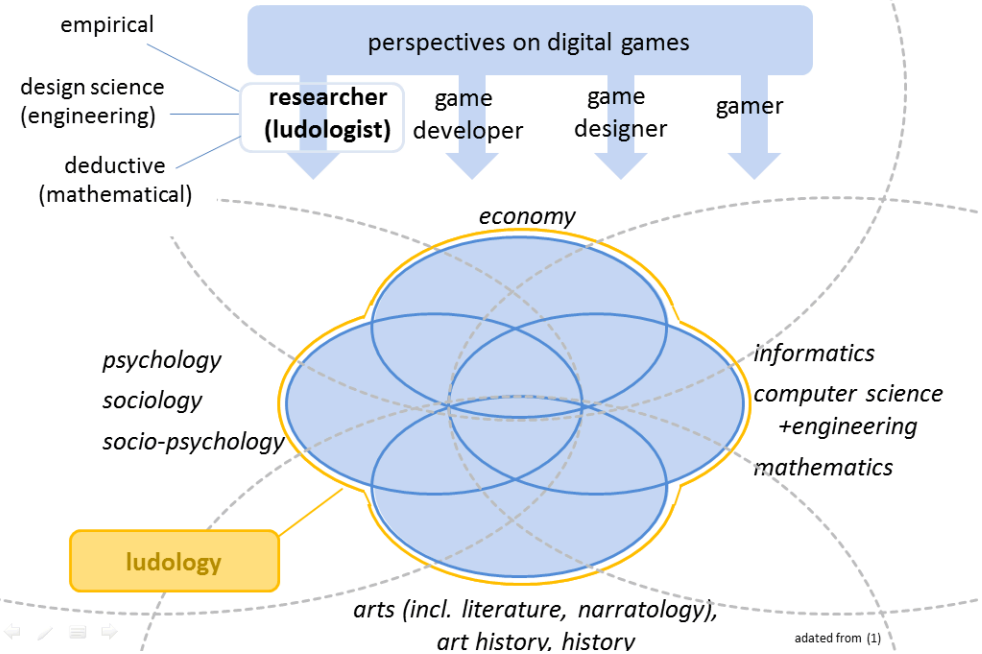 empirical
perspectives on digital games
design science
(engineering)
deductive
(mathematical)
researcher
(ludologist)
game
developer
game
designer
gamer
economy
psychology
sociology
socio-psychology
informatics
computer science
+engineering
mathematics
ludology
arts (incl. literature, narratology),
art history, history
adated from (1)